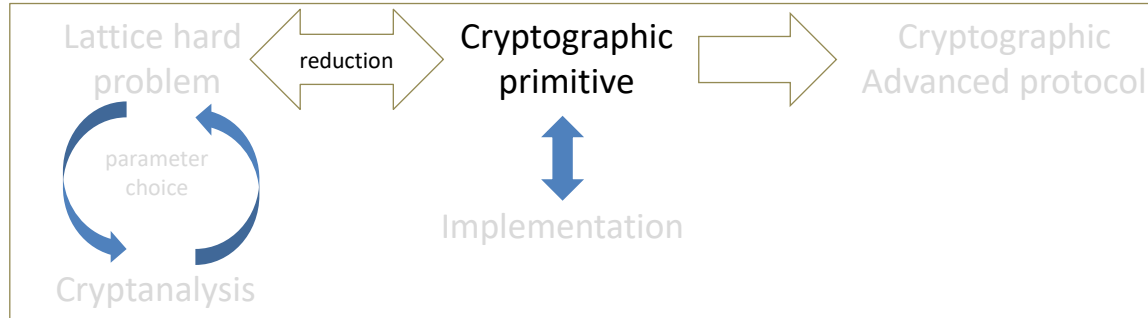 Lattice hard
problem
reduction
Cryptographic
primitive
Cryptographic
Advanced protocol
parameter
choice
Implementation
Cryptanalysis